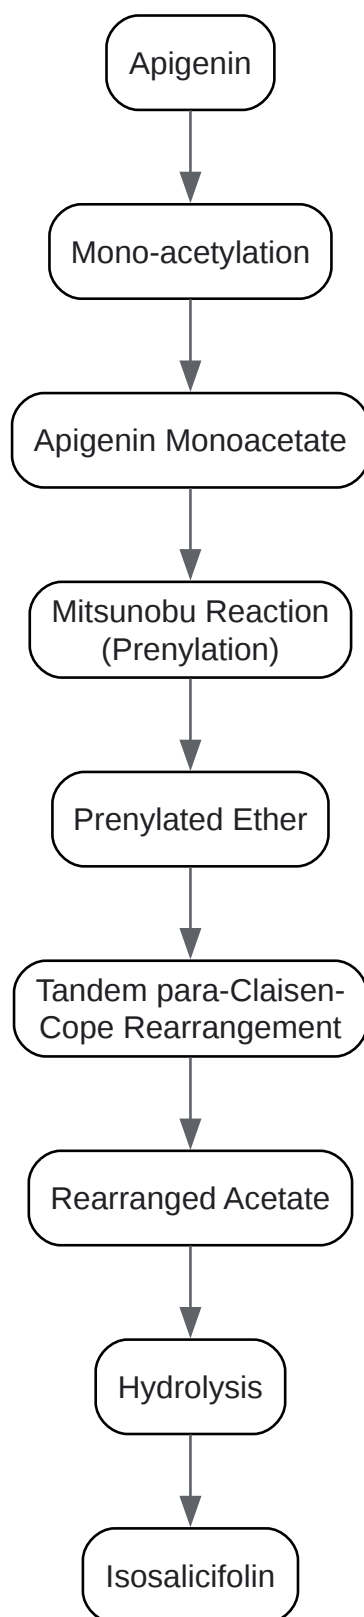 Apigenin
Mono-acetylation
Apigenin Monoacetate
Mitsunobu Reaction
(Prenylation)
Prenylated Ether
Tandem para-Claisen-
Cope Rearrangement
Rearranged Acetate
Hydrolysis
Isosalicifolin